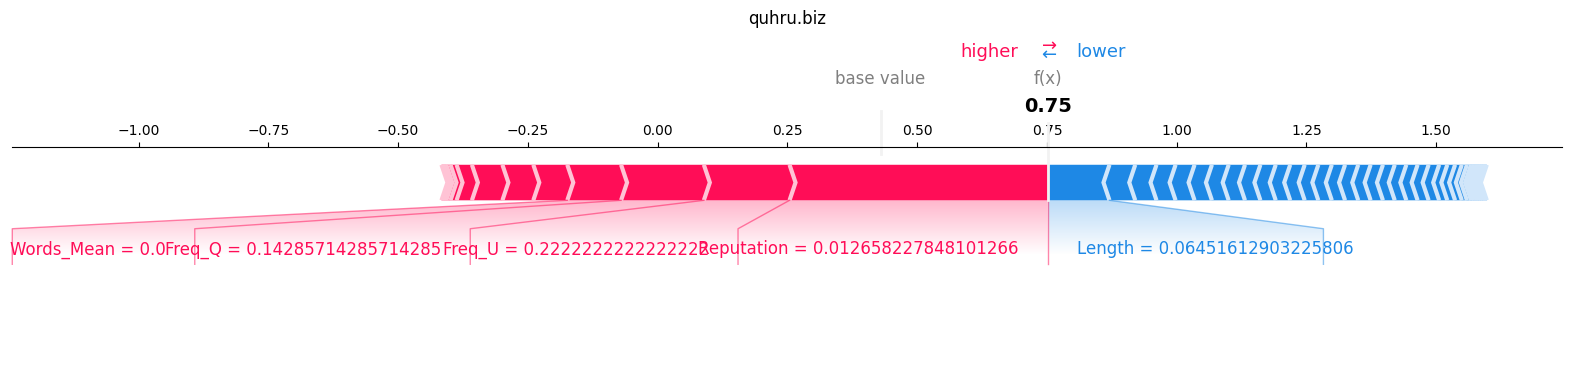 quhru.biz
higher ⇄ lower
base value f(x)
0.75
−1.00 −0.75 −0.50 −0.25 0.00 0.25 0.50 0.75 1.00 1.25 1.50
Words_Mean = 0.0 Freq_Q = 0.14285714285714285 Freq_U = 0.2222222222222222 Reputation = 0.012658227848101266 Length = 0.06451612903225806